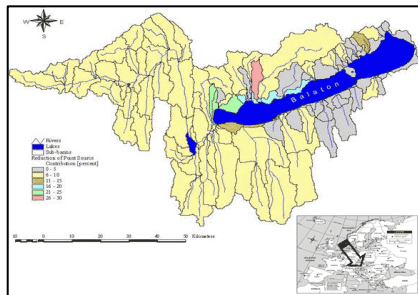 N
W E
S
Balaton
Rivers
Lakes
Sub-basins
Reduction of Point Source
Contribution [percent]
0 - 5
6 - 10
11 - 15
16 - 20
21 - 25
26 - 30
10 0 10 20 30 40 50 Kilometers